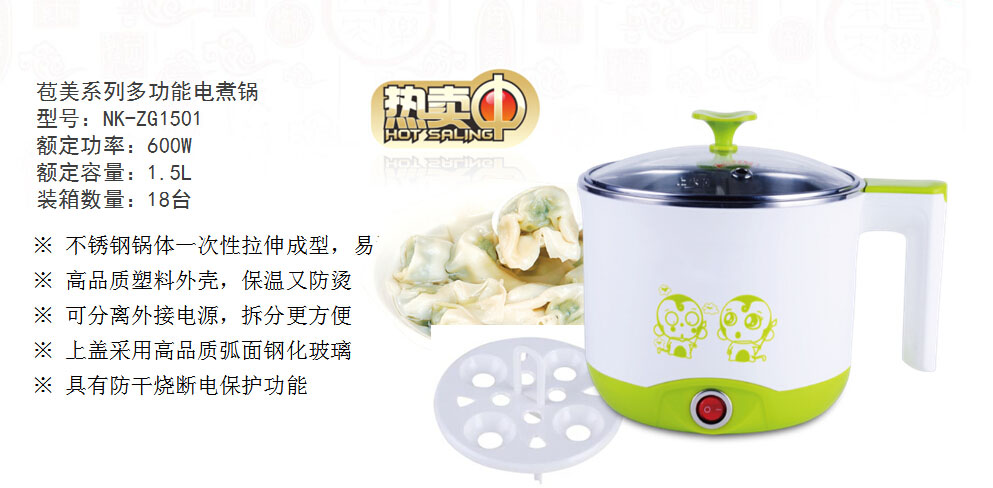 苞美系列多功能电煮锅
型号：NK-ZG1501
额定功率：600W
额定容量：1.5L
装箱数量：18台
※ 不锈钢锅体一次性拉伸成型，易
※ 高品质塑料外壳，保温又防烫
※ 可分离外接电源，拆分更方便
※ 上盖采用高品质弧面钢化玻璃
※ 具有防干烧断电保护功能
热卖中
HOT SALING